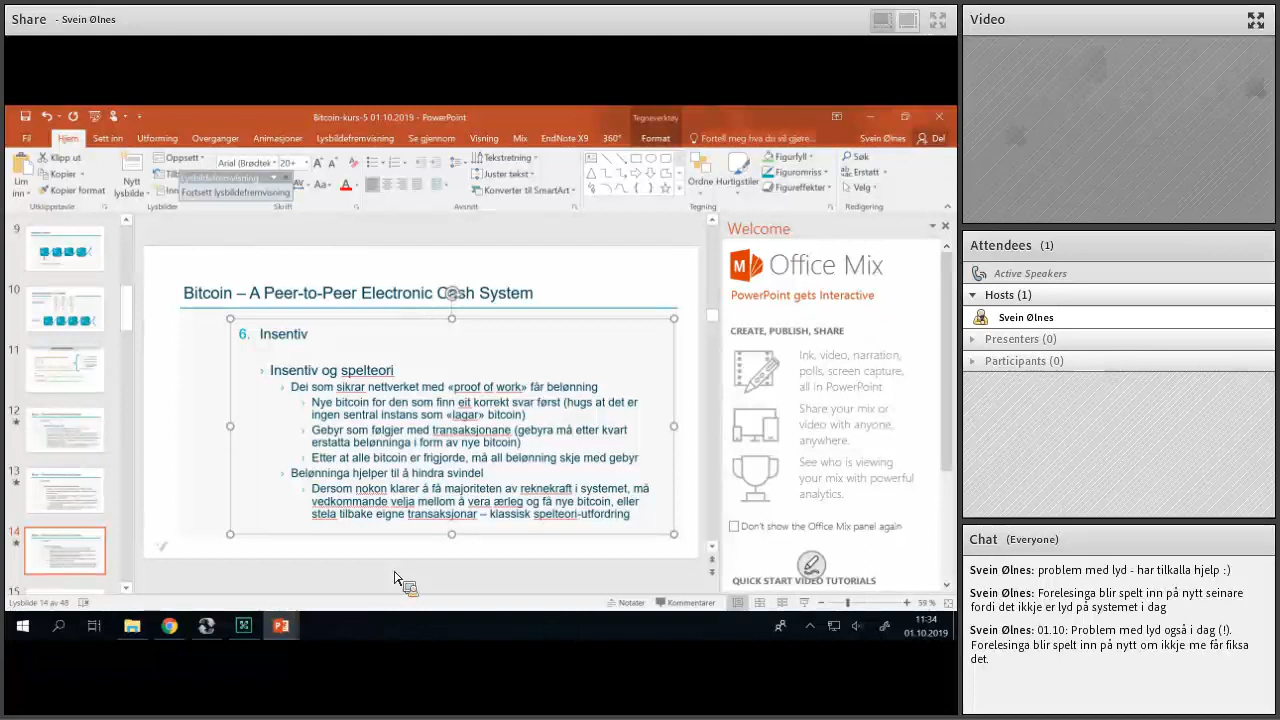 Share - Svein Ølnes
Bitcoin-kurs-5 01.10.2019 - PowerPoint
Tegneverktøy
Fil Hjem Sett inn Utforming Overganger Animasjoner Lysbildefremvisning Se gjennom Visning Mix EndNote X9 360° Format Fortell meg hva du vil gjøre... Svein Ølnes Del
Klipp ut
Kopier
Kopier format
Lim inn
Utklippstavle
Nytt lysbilde
Oppsett
Lysbilder
Lysbildefremvisning
Fortsett lysbildefremvisning
Arial (Brødtek 20+
Skrift
Tekstretning
Juster tekst
Konverter til SmartArt
Avsnitt
Ordne Hurtigstiler
Figurfyll
Figuromriss
Figureffekter
Tegning
Søk
Erstatt
Velg
Redigering
9
10
11
12
13
14
15
Bitcoin – A Peer-to-Peer Electronic Cash System
6. Insentiv
Insentiv og spelteori
Dei som sikrar nettverket med «proof of work» får belønning
Nye bitcoin for den som finn eit korrekt svar først (hugs at det er
ingen sentral instans som «lagar» bitcoin)
Gebyr som følgjer med transaksjonane (gebyra må etter kvart
erstatta belønninga i form av nye bitcoin)
Etter at alle bitcoin er frigjorde, må all belønning skje med gebyr
Belønninga hjelper til å hindra svindel
Dersom nokon klarer å få majoriteten av reknekraft i systemet, må
vedkommande velja mellom å vera ærleg og få nye bitcoin, eller
stela tilbake eigne transaksjonar – klassisk spelteori-utfordring
Welcome
Office Mix
PowerPoint gets Interactive
CREATE, PUBLISH, SHARE
Ink, video, narration,
polls, screen capture,
all in PowerPoint
Share your mix or
video with anyone,
anywhere.
See who is viewing
your mix with powerful
analytics.
Don't show the Office Mix panel again
QUICK START VIDEO TUTORIALS
Lysbilde 14 av 48
Notater Kommentarer
59 %
11:34
01.10.2019
Video
Attendees (1)
Active Speakers
Hosts (1)
Svein Ølnes
Presenters (0)
Participants (0)
Chat (Everyone)
Svein Ølnes: problem med lyd - har tilkalla hjelp :)
Svein Ølnes: Forelesinga blir spelt inn på nytt seinare
fordi det ikkje er lyd på systemet i dag
Svein Ølnes: 01.10: Problem med lyd også i dag (!).
Forelesinga blir spelt inn på nytt om ikkje me får fiksa
det.